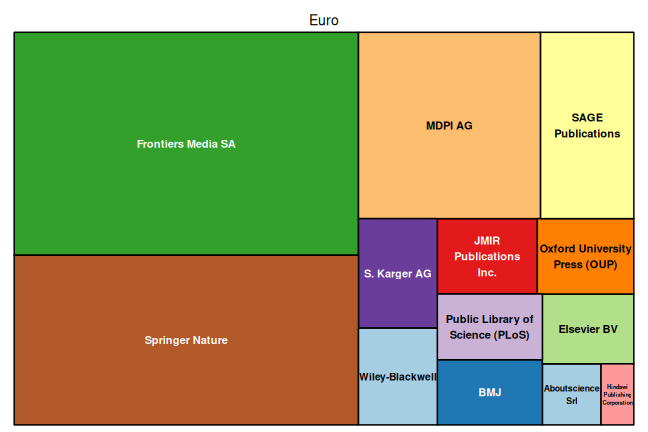 Euro
Frontiers Media SA
MDPI AG
SAGE
Publications
Springer Nature
S. Karger AG
JMIR
Publications
Inc.
Oxford University
Press (OUP)
Public Library of
Science (PLoS)
Elsevier BV
Wiley-Blackwell
BMJ
Aboutscience
Srl
Hindawi
Publishing
Corporation